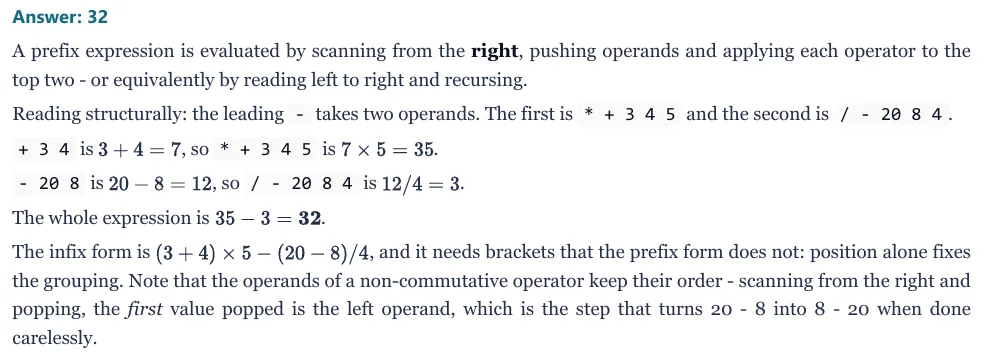 Answer: 32
A prefix expression is evaluated by scanning from the right, pushing operands and applying each operator to the
top two - or equivalently by reading left to right and recursing.
Reading structurally: the leading - takes two operands. The first is * + 3 4 5 and the second is / - 20 8 4 .
+ 3 4 is 3 + 4 = 7, so * + 3 4 5 is 7 × 5 = 35.
- 20 8 is 20 − 8 = 12, so / - 20 8 4 is 12/4 = 3.
The whole expression is 35 − 3 = 32.
The infix form is (3 + 4) × 5 − (20 − 8)/4, and it needs brackets that the prefix form does not: position alone fixes
the grouping. Note that the operands of a non-commutative operator keep their order - scanning from the right and
popping, the first value popped is the left operand, which is the step that turns 20 - 8 into 8 - 20 when done
carelessly.